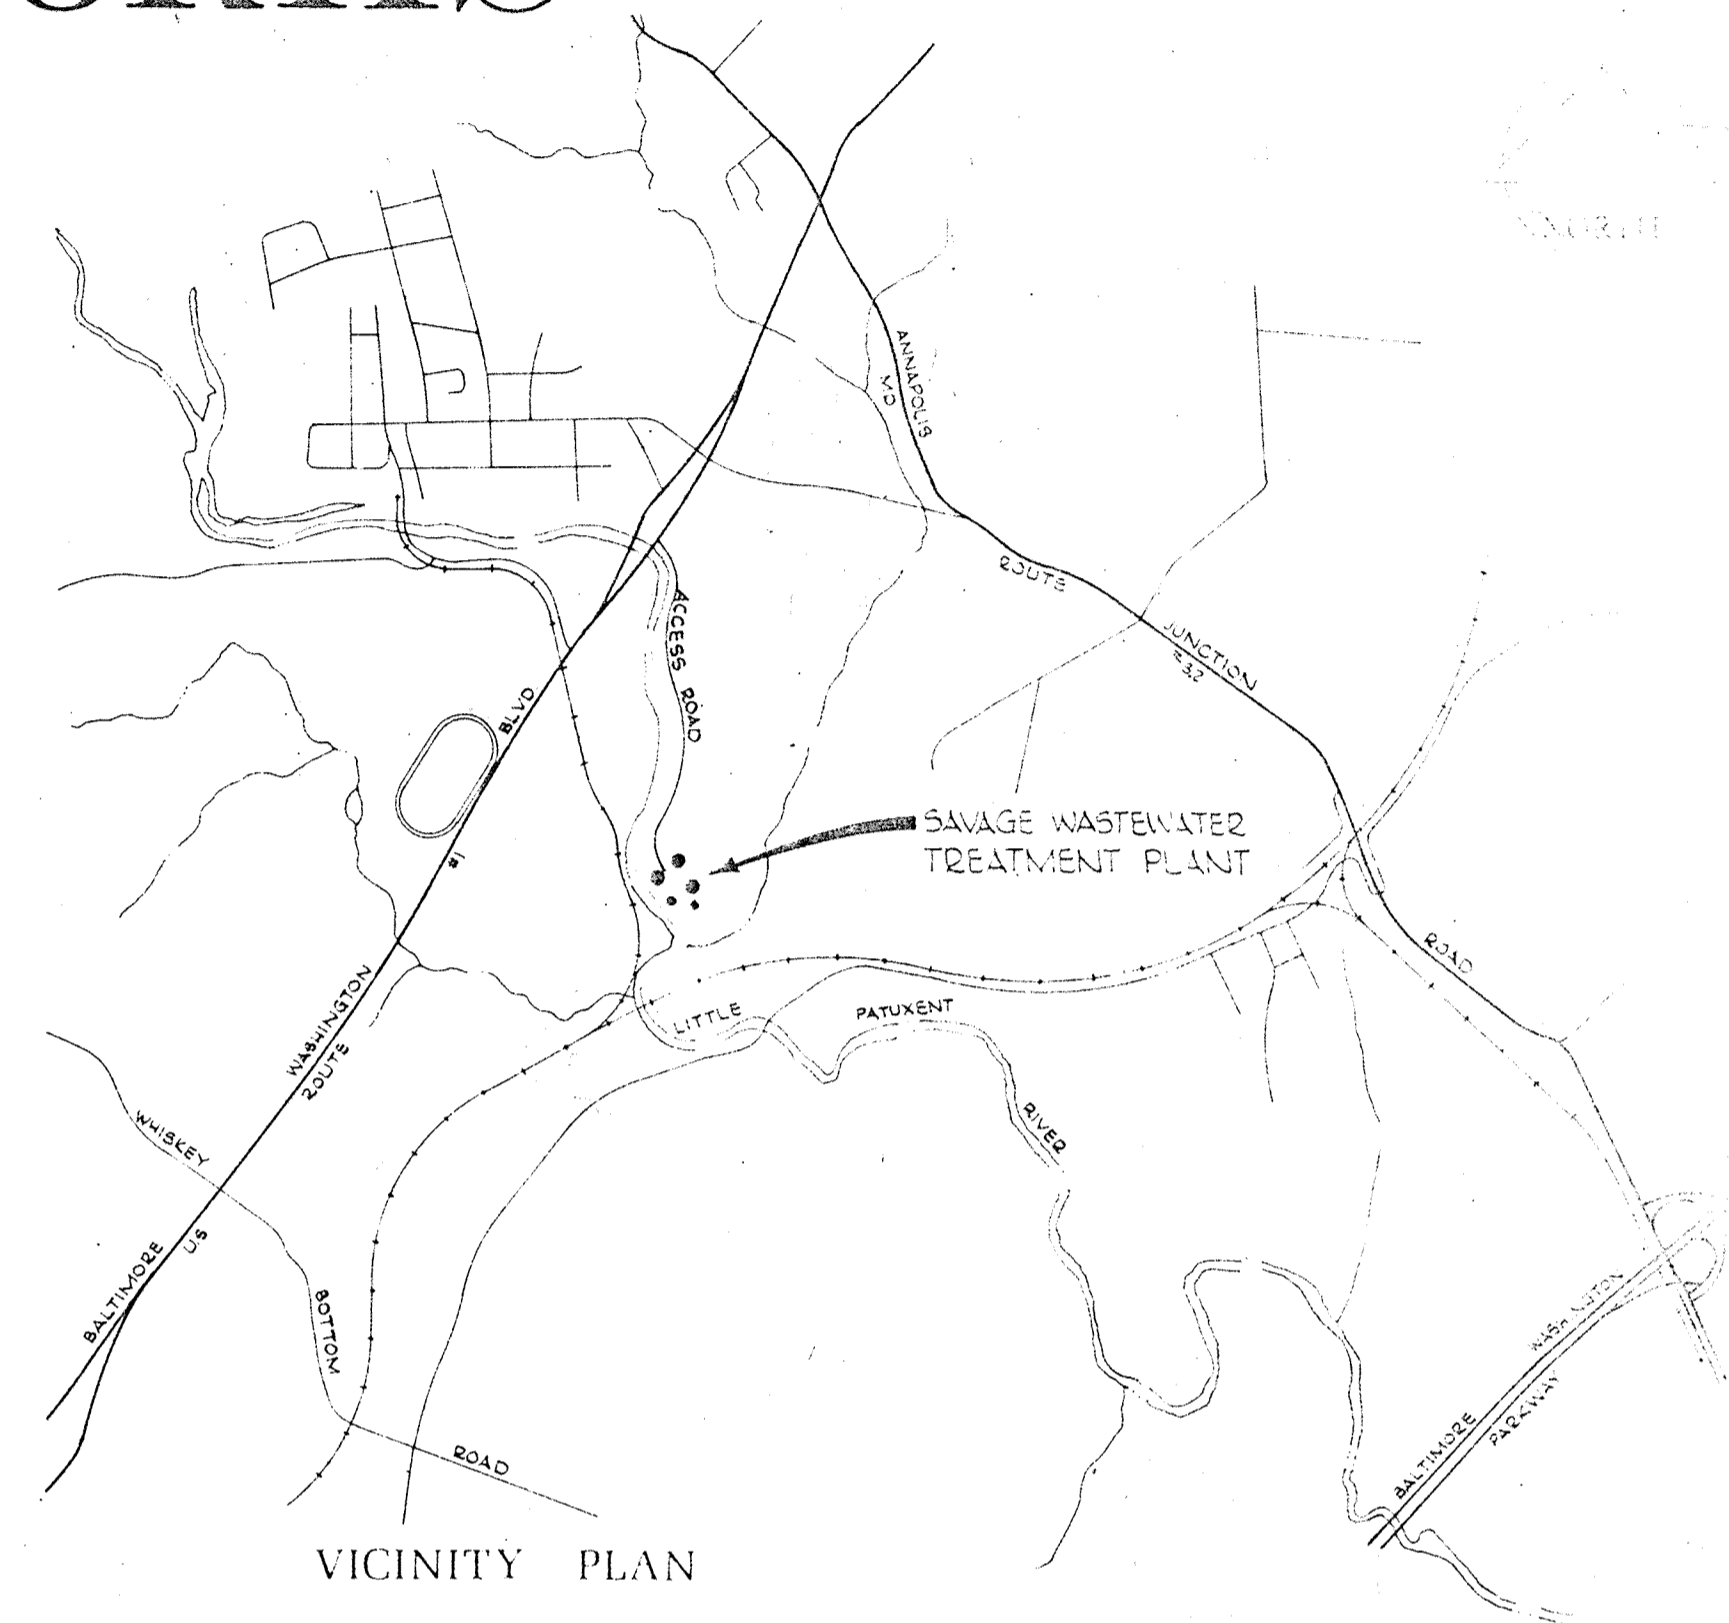 NORTH
ANNAPOLIS
MD
ROUTE
JUNCTION
#32
ACCESS ROAD
BLVD
#1
SAVAGE WASTEWATER
TREATMENT PLANT
ROAD
WASHINGTON
ROUTE
LITTLE
PATUXENT
RIVER
WHISKEY
BALTIMORE
U.S
BOTTOM
ROAD
WASHINGTON
BALTIMORE
PARKWAY
VICINITY PLAN